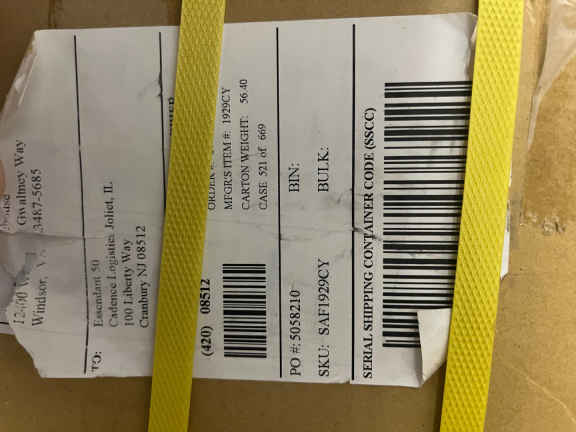 Gwaltney Way
Windsor,
TO:
Essendant 50
Cadence Logistics Joliet, IL
100 Liberty Way
Cranbury NJ 08512
(420) 08512
MFGR'S ITEM #: 1929CY
CARTON WEIGHT: 56.40
CASE 521 of 669
PO #: 5058210
BIN:
SKU: SAF1929CY
BULK:
SERIAL SHIPPING CONTAINER CODE (SSCC)